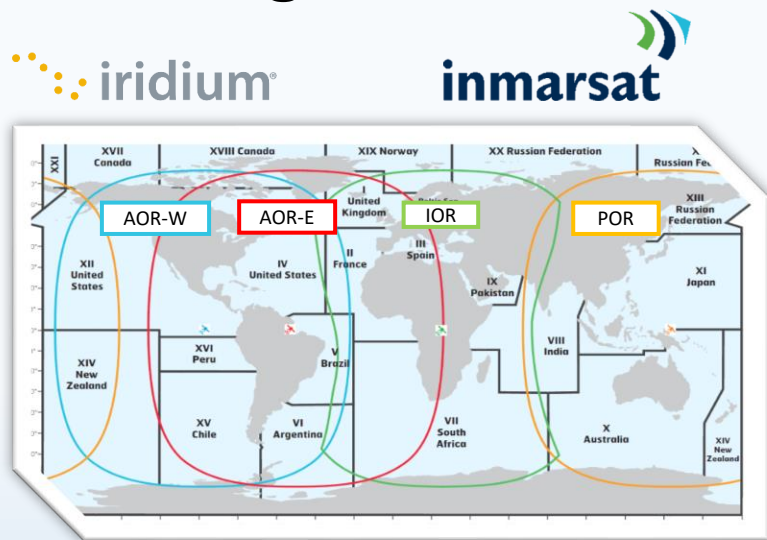 iridium®
inmarsat
XXI
XVII
Canada
XVIII Canada
XIX Norway
XX Russian Federation
Russian
AOR-W
AOR-E
IOR
POR
I
United
Kingdom
XIII
Russian
Federation
XII
United
States
IV
United States
II
France
III
Spain
IX
Pakistan
XI
Japan
XVI
Peru
V
Brazil
VIII
India
XIV
New
Zealand
XV
Chile
VI
Argentina
VII
South
Africa
X
Australia
XIV
New
Zealand